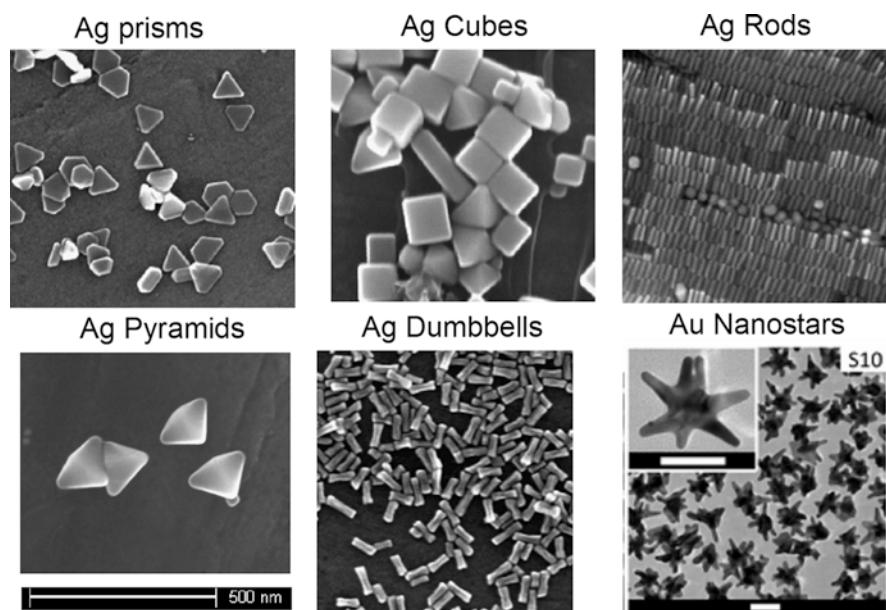 Ag prisms
Ag Cubes
Ag Rods
Ag Pyramids
Ag Dumbbells
Au Nanostars
S10
500 nm